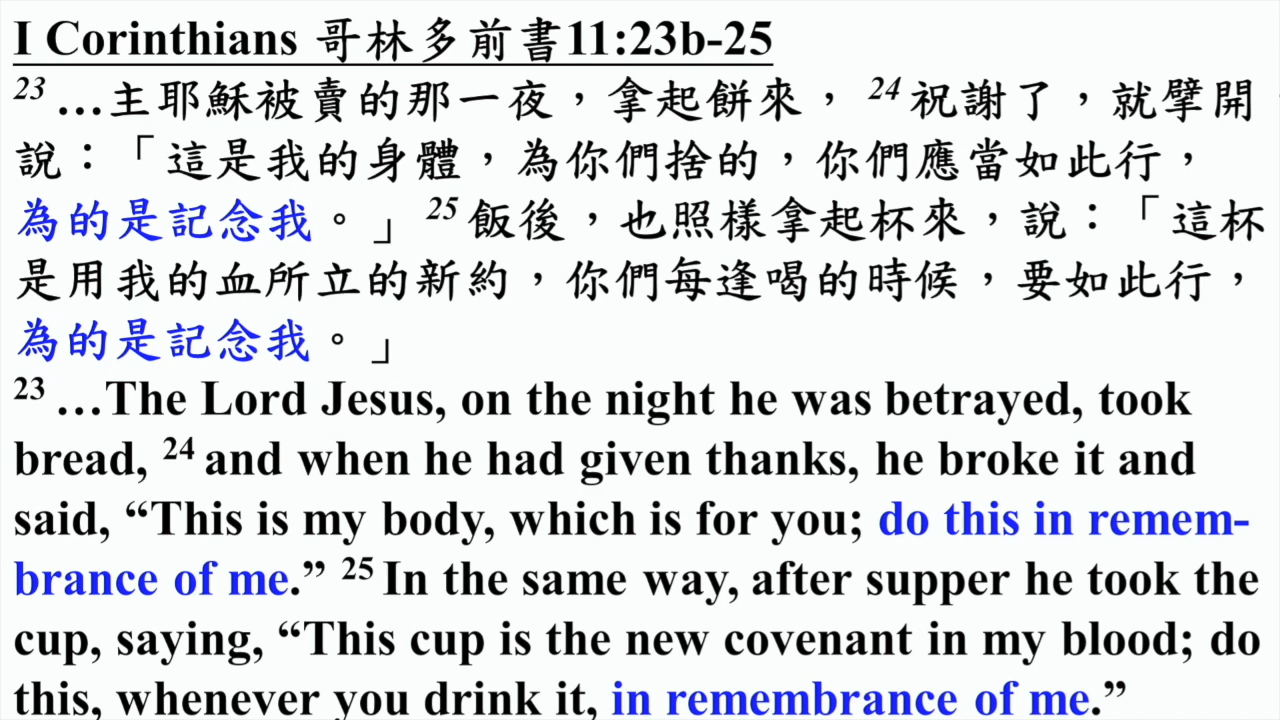 I Corinthians 哥林多前書11:23b-25
23 …主耶穌被賣的那一夜，拿起餅來，24 祝謝了，就擘開，
說：「這是我的身體，為你們捨的，你們應當如此行，
為的是記念我。」25 飯後，也照樣拿起杯來，說：「這杯
是用我的血所立的新約，你們每逢喝的時候，要如此行，
為的是記念我。」
23 …The Lord Jesus, on the night he was betrayed, took
bread, 24 and when he had given thanks, he broke it and
said, “This is my body, which is for you; do this in remem-
brance of me.” 25 In the same way, after supper he took the
cup, saying, “This cup is the new covenant in my blood; do
this, whenever you drink it, in remembrance of me.”